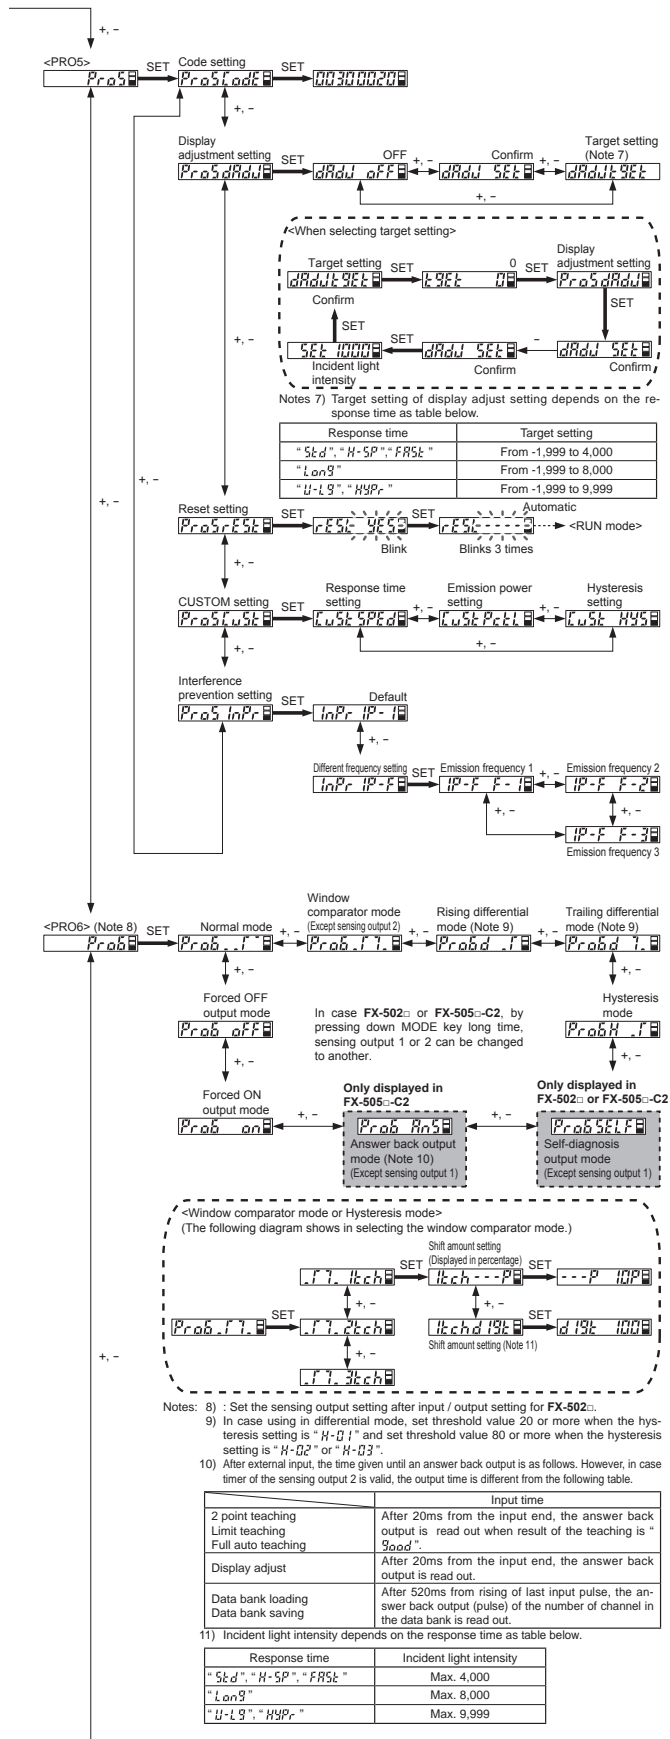 +, −
<PRO5>
Pro5
SET
Code setting
Pro5CodE
SET
00300020
+, −
Display
adjustment setting
Pro5dAdJ
SET
OFF
dAdJ oFF
+, −
Confirm
dAdJ SEt
+, −
Target setting
(Note 7)
dAdJtgEt
+, −
<When selecting target setting>
Target setting
dAdJtgEt
SET
0
tgEt 0
SET
Display
adjustment setting
Pro5dAdJ
SET
Confirm
SET
SEt 1000
Incident light
intensity
SET
dAdJ SEt
Confirm
−
dAdJ SEt
Confirm
+, −
Notes 7) Target setting of display adjust setting depends on the re-
sponse time as table below.
Response time Target setting
“ Std ”, “ H-SP ”, “ FASt ” From -1,999 to 4,000
“ Long ” From -1,999 to 8,000
“ U-Lg ”, “ HYPr ” From -1,999 to 9,999
+, −
+, −
Reset setting
Pro5rESt
SET
rESt YES
Blink
SET
rESt ----
Blinks 3 times
Automatic
<RUN mode>
+, −
CUSTOM setting
Pro5CuSt
SET
Response time
setting
CuStSPEd
+, −
Emission power
setting
CuStPctL
+, −
Hysteresis
setting
CuSt HYS
+, −
+, −
Interference
prevention setting
Pro5 InPr
SET
Default
InPr IP-1
+, −
Different frequency setting
InPr IP-F
SET
Emission frequency 1
IP-F F-1
+, −
Emission frequency 2
IP-F F-2
+, −
+, −
IP-F F-3
Emission frequency 3
<PRO6> (Note 8)
Pro6
SET
Normal mode
+, −
Window
comparator mode
(Except sensing output 2)
+, −
Rising differential
mode (Note 9)
+, −
Trailing differential
mode (Note 9)
+, −
Forced OFF
output mode
Pro6 oFF
In case FX-502□ or FX-505□-C2, by
pressing down MODE key long time,
sensing output 1 or 2 can be changed
to another.
+, −
Hysteresis
mode
+, −
Forced ON
output mode
Pro6 on
+, −
Only displayed in
FX-505□-C2
Pro6 AnS
Answer back output
mode (Note 10)
(Except sensing output 1)
+, −
+, −
Only displayed in
FX-502□ or FX-505□-C2
Pro6SELF
Self-diagnosis
output mode
(Except sensing output 1)
<Window comparator mode or Hysteresis mode>
(The following diagram shows in selecting the window comparator mode.)
Shift amount setting
(Displayed in percentage)
1tch
SET
1tch---P
SET
---P 10P
+, −
+, −
SET
2tch
1tchdIgt
SET
dIgt 100
Shift amount setting (Note 11)
+, −
3tch
+, −
Notes: 8) : Set the sensing output setting after input / output setting for FX-502□.
9) In case using in differential mode, set threshold value 20 or more when the hys-
teresis setting is “ H-01 ” and set threshold value 80 or more when the hysteresis
setting is “ H-02 ” or “ H-03 ”.
10) After external input, the time given until an answer back output is as follows. However, in case
timer of the sensing output 2 is valid, the output time is different from the following table.
Input time
2 point teaching
Limit teaching
Full auto teaching
After 20ms from the input end, the answer back
output is read out when result of the teaching is “
good ”.
Display adjust
After 20ms from the input end, the answer back
output is read out.
Data bank loading
Data bank saving
After 520ms from rising of last input pulse, the an-
swer back output (pulse) of the number of channel in
the data bank is read out.
11) Incident light intensity depends on the response time as table below.
Response time Incident light intensity
“ Std ”, “ H-SP ”, “ FASt ” Max. 4,000
“ Long ” Max. 8,000
“ U-Lg ”, “ HYPr ” Max. 9,999